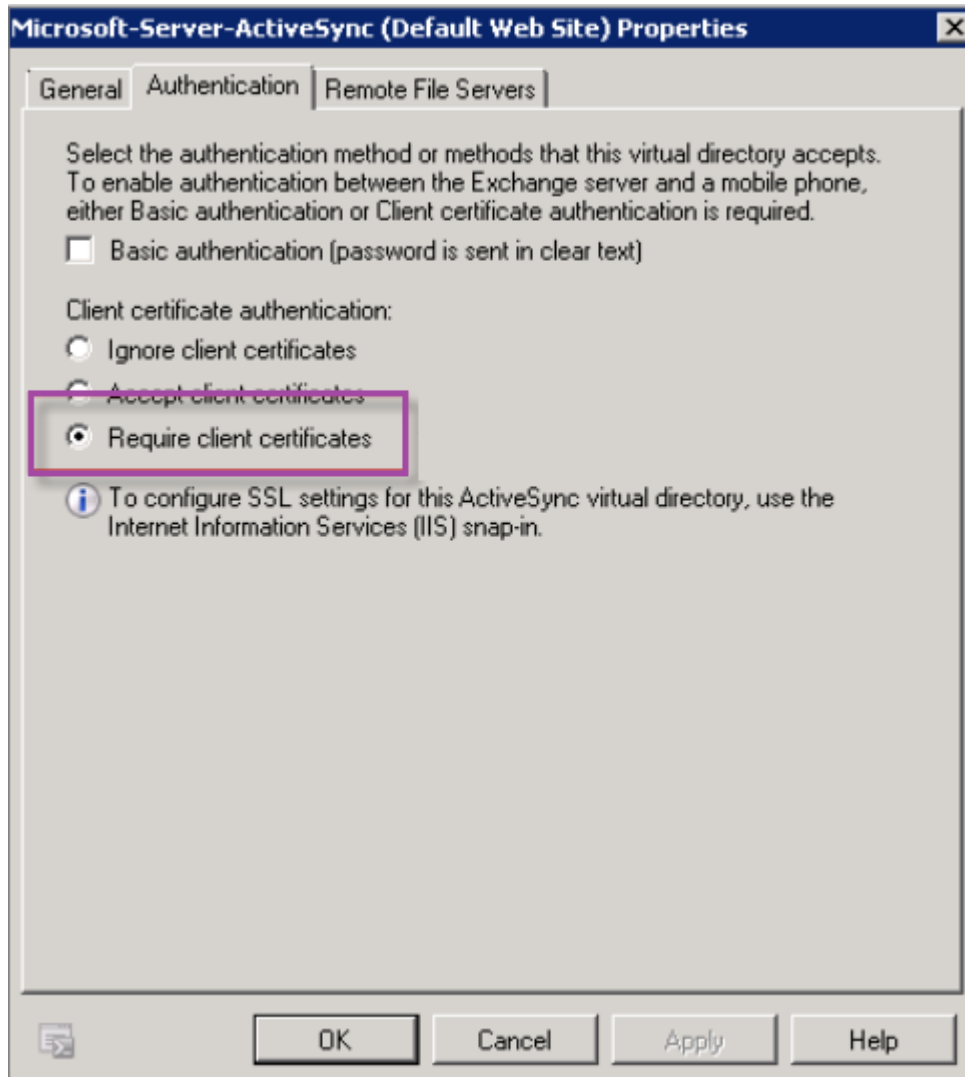 Microsoft-Server-ActiveSync (Default Web Site) Properties
General Authentication Remote File Servers
Select the authentication method or methods that this virtual directory accepts.
To enable authentication between the Exchange server and a mobile phone,
either Basic authentication or Client certificate authentication is required.
Basic authentication (password is sent in clear text)
Client certificate authentication:
Ignore client certificates
Accept client certificates
Require client certificates
To configure SSL settings for this ActiveSync virtual directory, use the
Internet Information Services (IIS) snap-in.
OK Cancel Apply Help